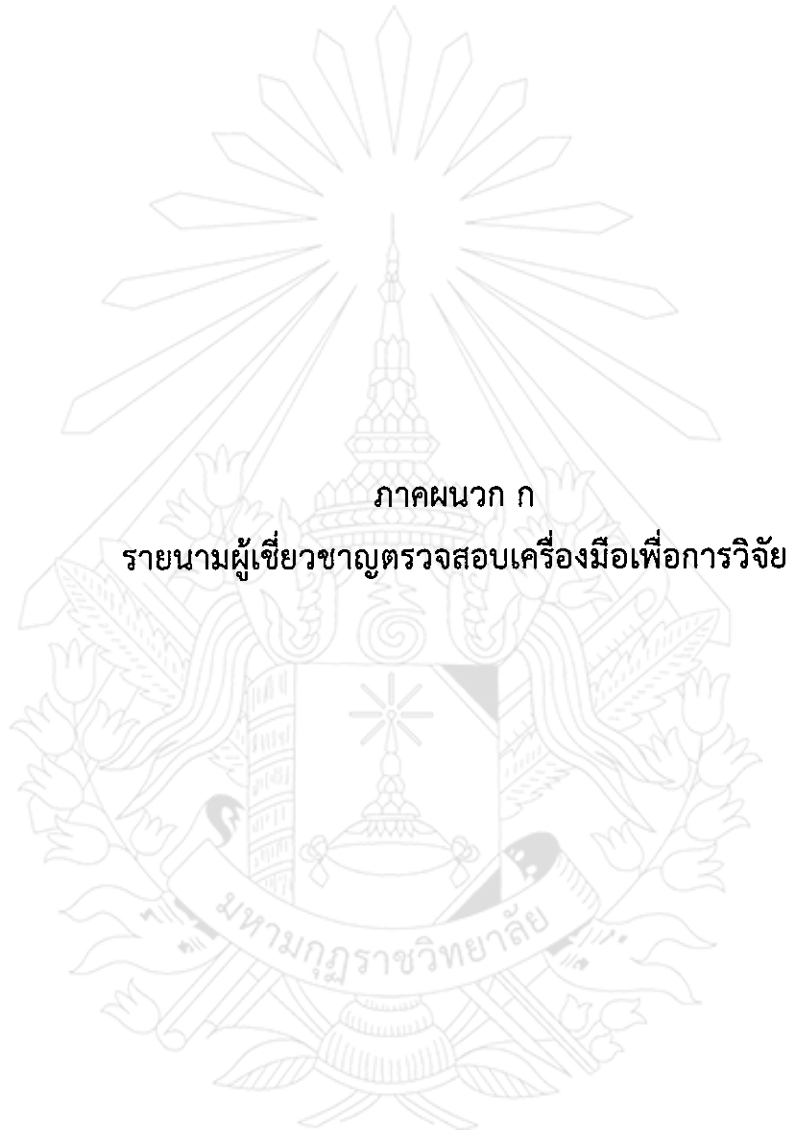 ภาคผนวก ก
รายนามผู้เชี่ยวชาญตรวจสอบเครื่องมือเพื่อการวิจัย
มหามกุฏราชวิทยาลัย